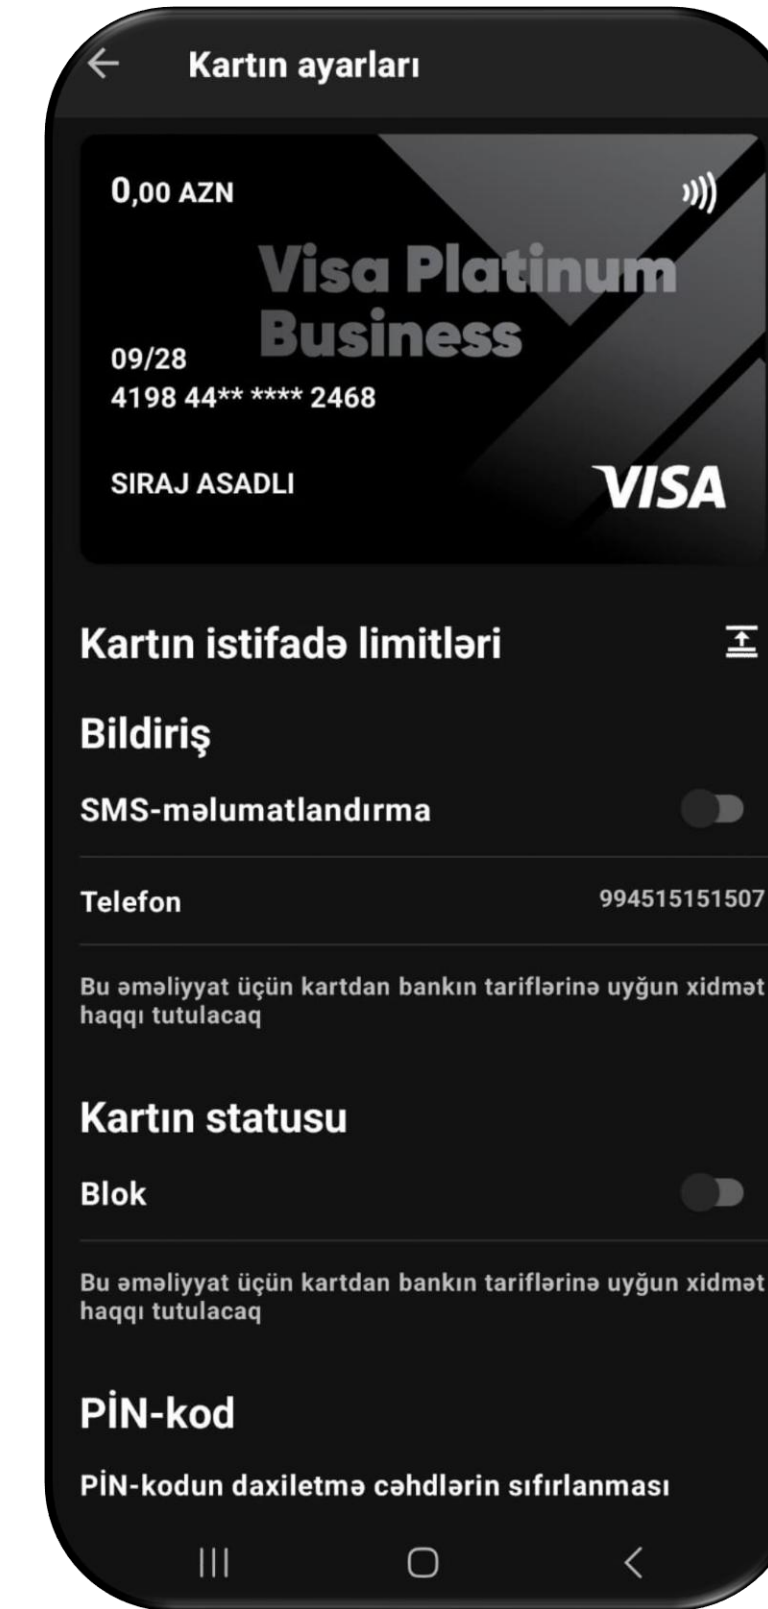 Kartın ayarları
0,00 AZN
Visa Platinum
Business
09/28
4198 44** **** 2468
SIRAJ ASADLI
VISA
Kartın istifadə limitləri
Bildiriş
SMS-məlumatlandırma
Telefon 994515151507
Bu əməliyyat üçün kartdan bankın tariflərinə uyğun xidmət
haqqı tutulacaq
Kartın statusu
Blok
Bu əməliyyat üçün kartdan bankın tariflərinə uyğun xidmət
haqqı tutulacaq
PİN-kod
PİN-kodun daxiletmə cəhdlərin sıfırlanması